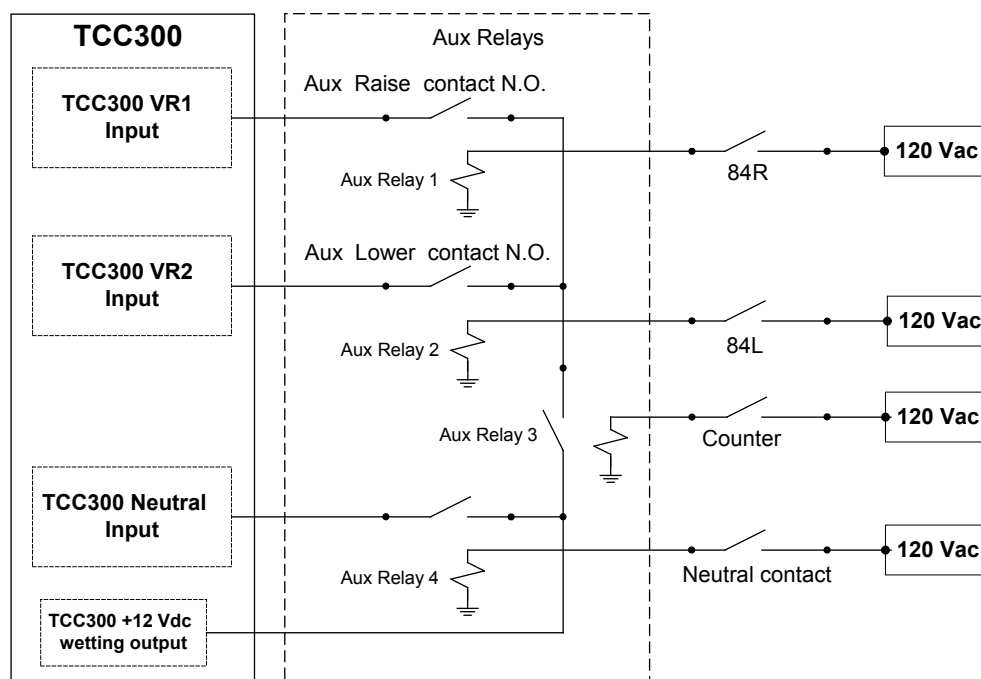 TCC300
Aux Relays
TCC300 VR1
Input
Aux Raise contact N.O.
Aux Relay 1
84R
120 Vac
TCC300 VR2
Input
Aux Lower contact N.O.
Aux Relay 2
84L
120 Vac
Aux Relay 3
Counter
120 Vac
TCC300 Neutral
Input
Aux Relay 4
Neutral contact
120 Vac
TCC300 +12 Vdc
wetting output